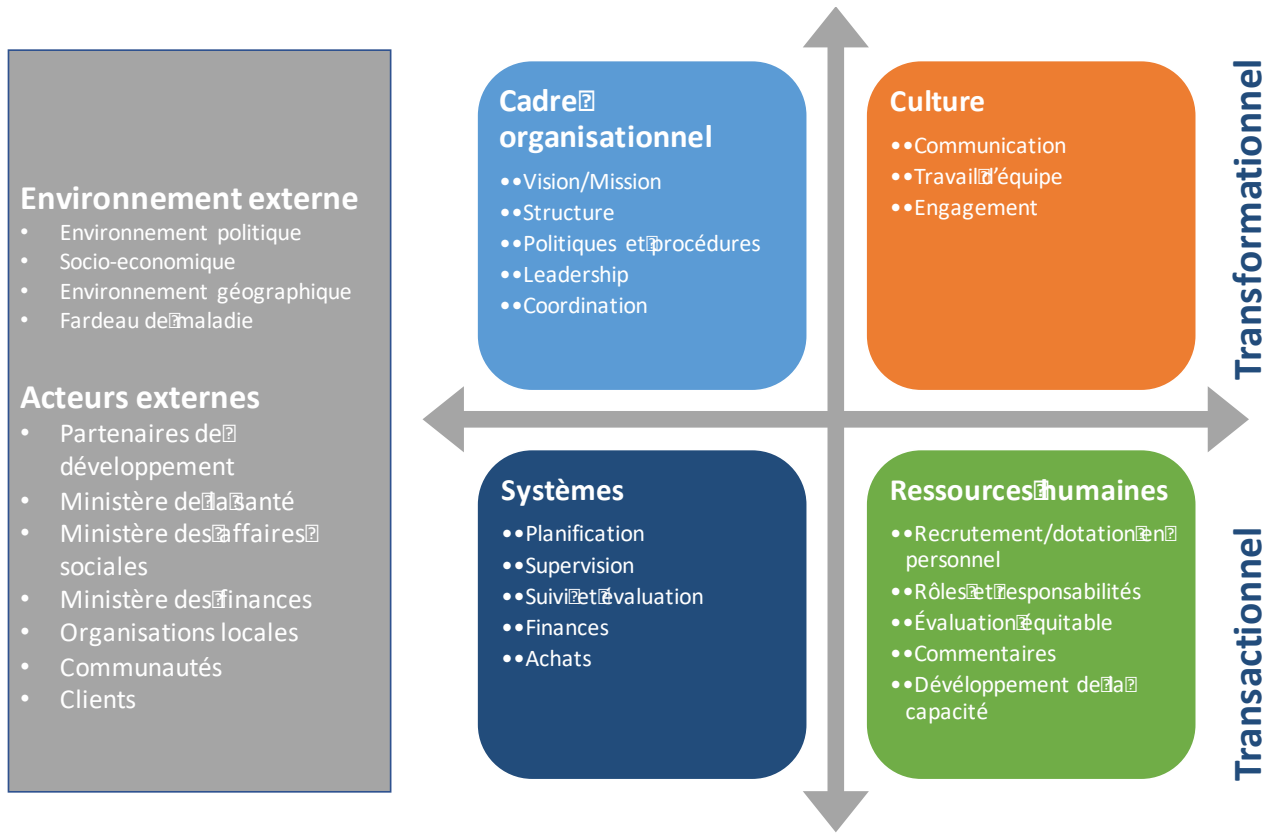 Environnement externe
• Environnement politique
• Socio-economique
• Environnement géographique
• Fardeau de maladie
Acteurs externes
• Partenaires de
développement
• Ministère de la santé
• Ministère des affaires
sociales
• Ministère des finances
• Organisations locales
• Communautés
• Clients
Cadre
organisationnel
••Vision/Mission
••Structure
••Politiques et procédures
••Leadership
••Coordination
Culture
••Communication
••Travail d'équipe
••Engagement
Transformationnel
Systèmes
••Planification
••Supervision
••Suivi et évaluation
••Finances
••Achats
Ressources humaines
••Recrutement/dotation en
personnel
••Rôles et responsabilités
••Évaluation équitable
••Commentaires
••Dévéloppement de la
capacité
Transactionnel